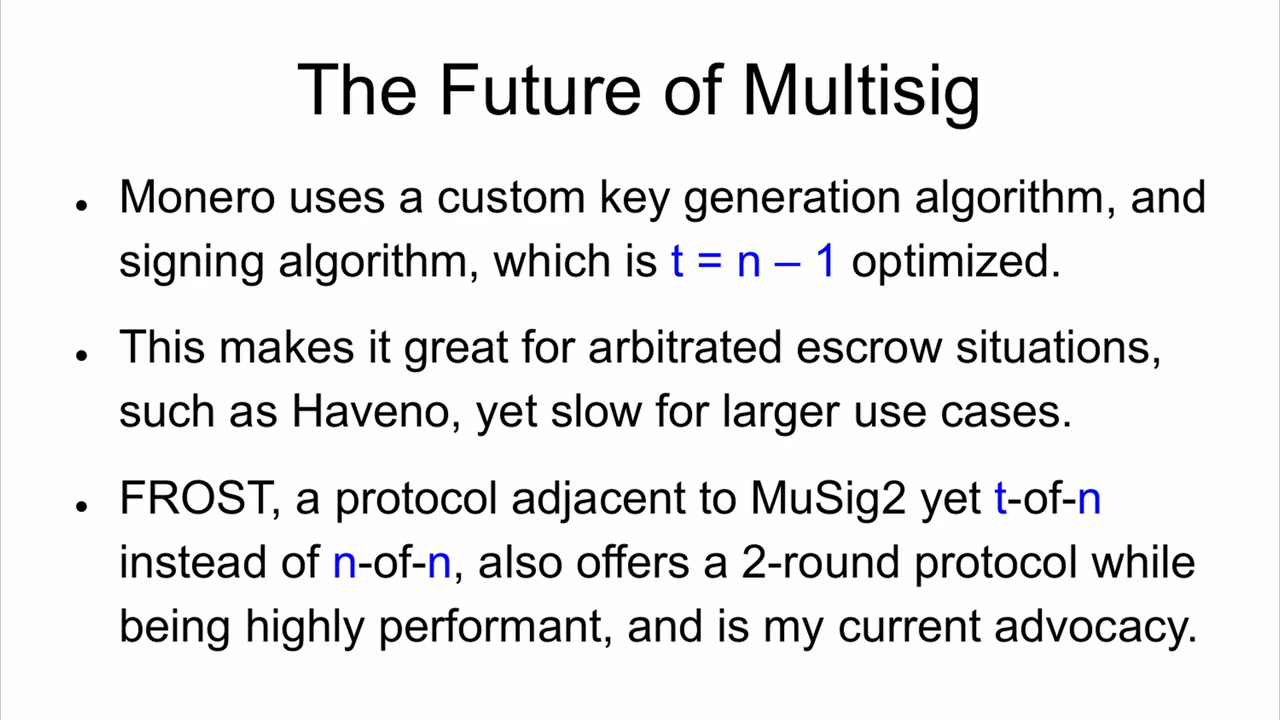 The Future of Multisig
• Monero uses a custom key generation algorithm, and
signing algorithm, which is t = n – 1 optimized.
• This makes it great for arbitrated escrow situations,
such as Haveno, yet slow for larger use cases.
• FROST, a protocol adjacent to MuSig2 yet t-of-n
instead of n-of-n, also offers a 2-round protocol while
being highly performant, and is my current advocacy.